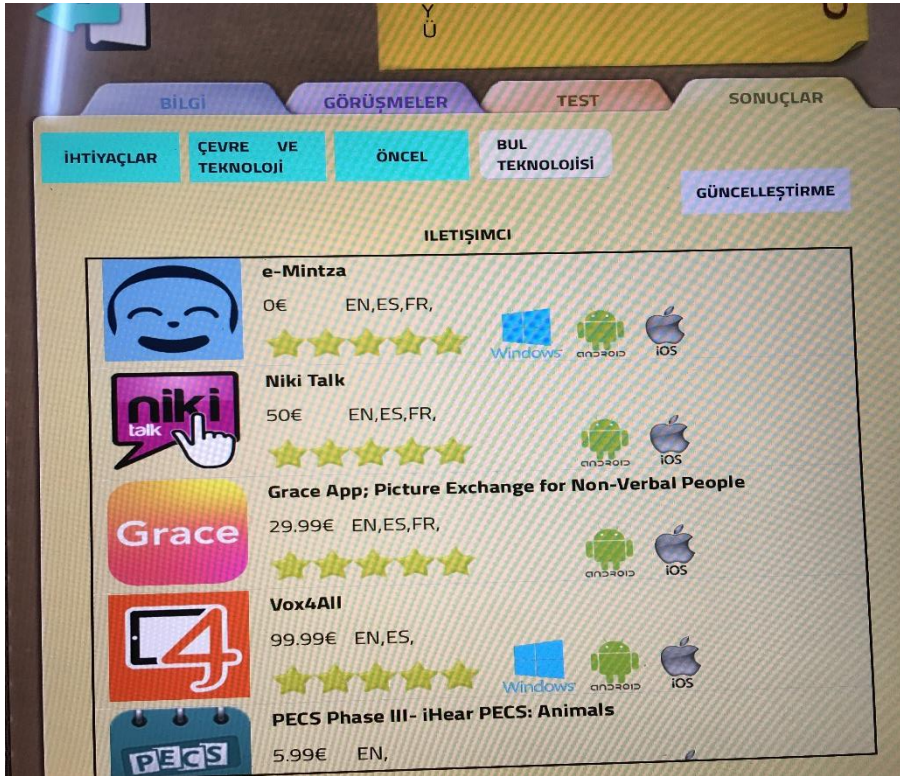 Y
Ü
BİLGİ GÖRÜŞMELER TEST SONUÇLAR
İHTİYAÇLAR ÇEVRE VE TEKNOLOJİ ÖNCEL BUL TEKNOLOJİSİ
GÜNCELLEŞTİRME
ILETIŞIMCI
e-Mintza
0€ EN,ES,FR,
Windows android iOS
niki talk
Niki Talk
50€ EN,ES,FR,
android iOS
Grace App; Picture Exchange for Non-Verbal People
Grace
29.99€ EN,ES,FR,
android iOS
Vox4All
4
99.99€ EN,ES,
Windows android iOS
PECS Phase III- iHear PECS: Animals
PECS
5.99€ EN,